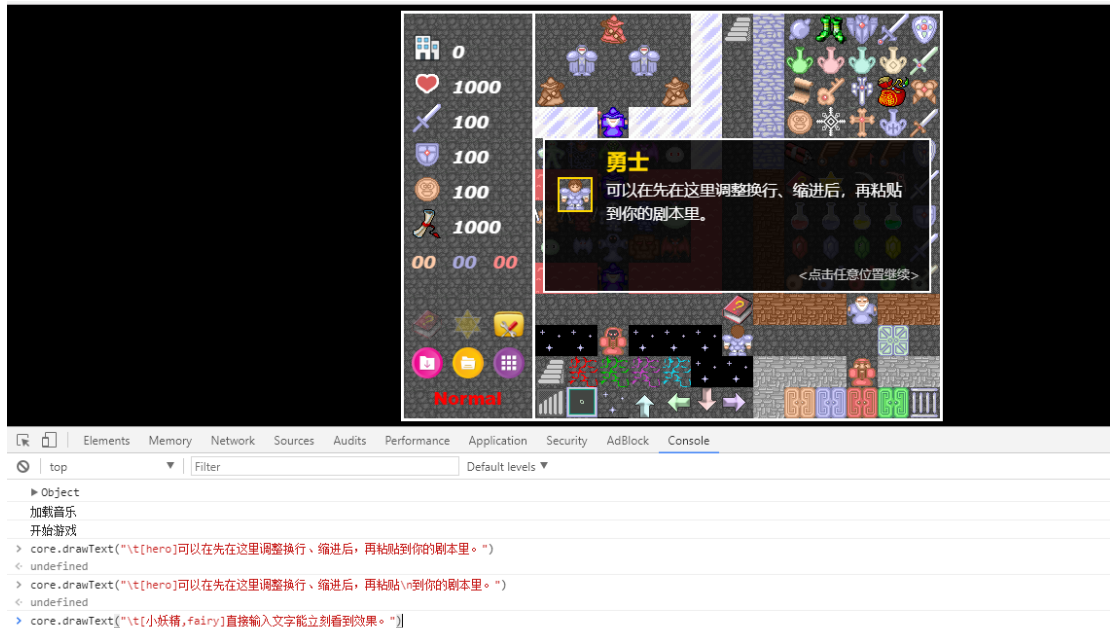 0
1000
100
100
100
1000
00 00 00
Normal
勇士
可以在先在这里调整换行、缩进后，再粘贴
到你的剧本里。
<点击任意位置继续>
Elements Memory Network Sources Audits Performance Application Security AdBlock Console
top ▼ Filter Default levels ▼
▶ Object
加载音乐
开始游戏
> core.drawText("\t[hero]可以在先在这里调整换行、缩进后，再粘贴到你的剧本里。")
<· undefined
> core.drawText("\t[hero]可以在先在这里调整换行、缩进后，再粘贴\n到你的剧本里。")
<· undefined
> core.drawText("\t[小妖精,fairy]直接输入文字能立刻看到效果。")